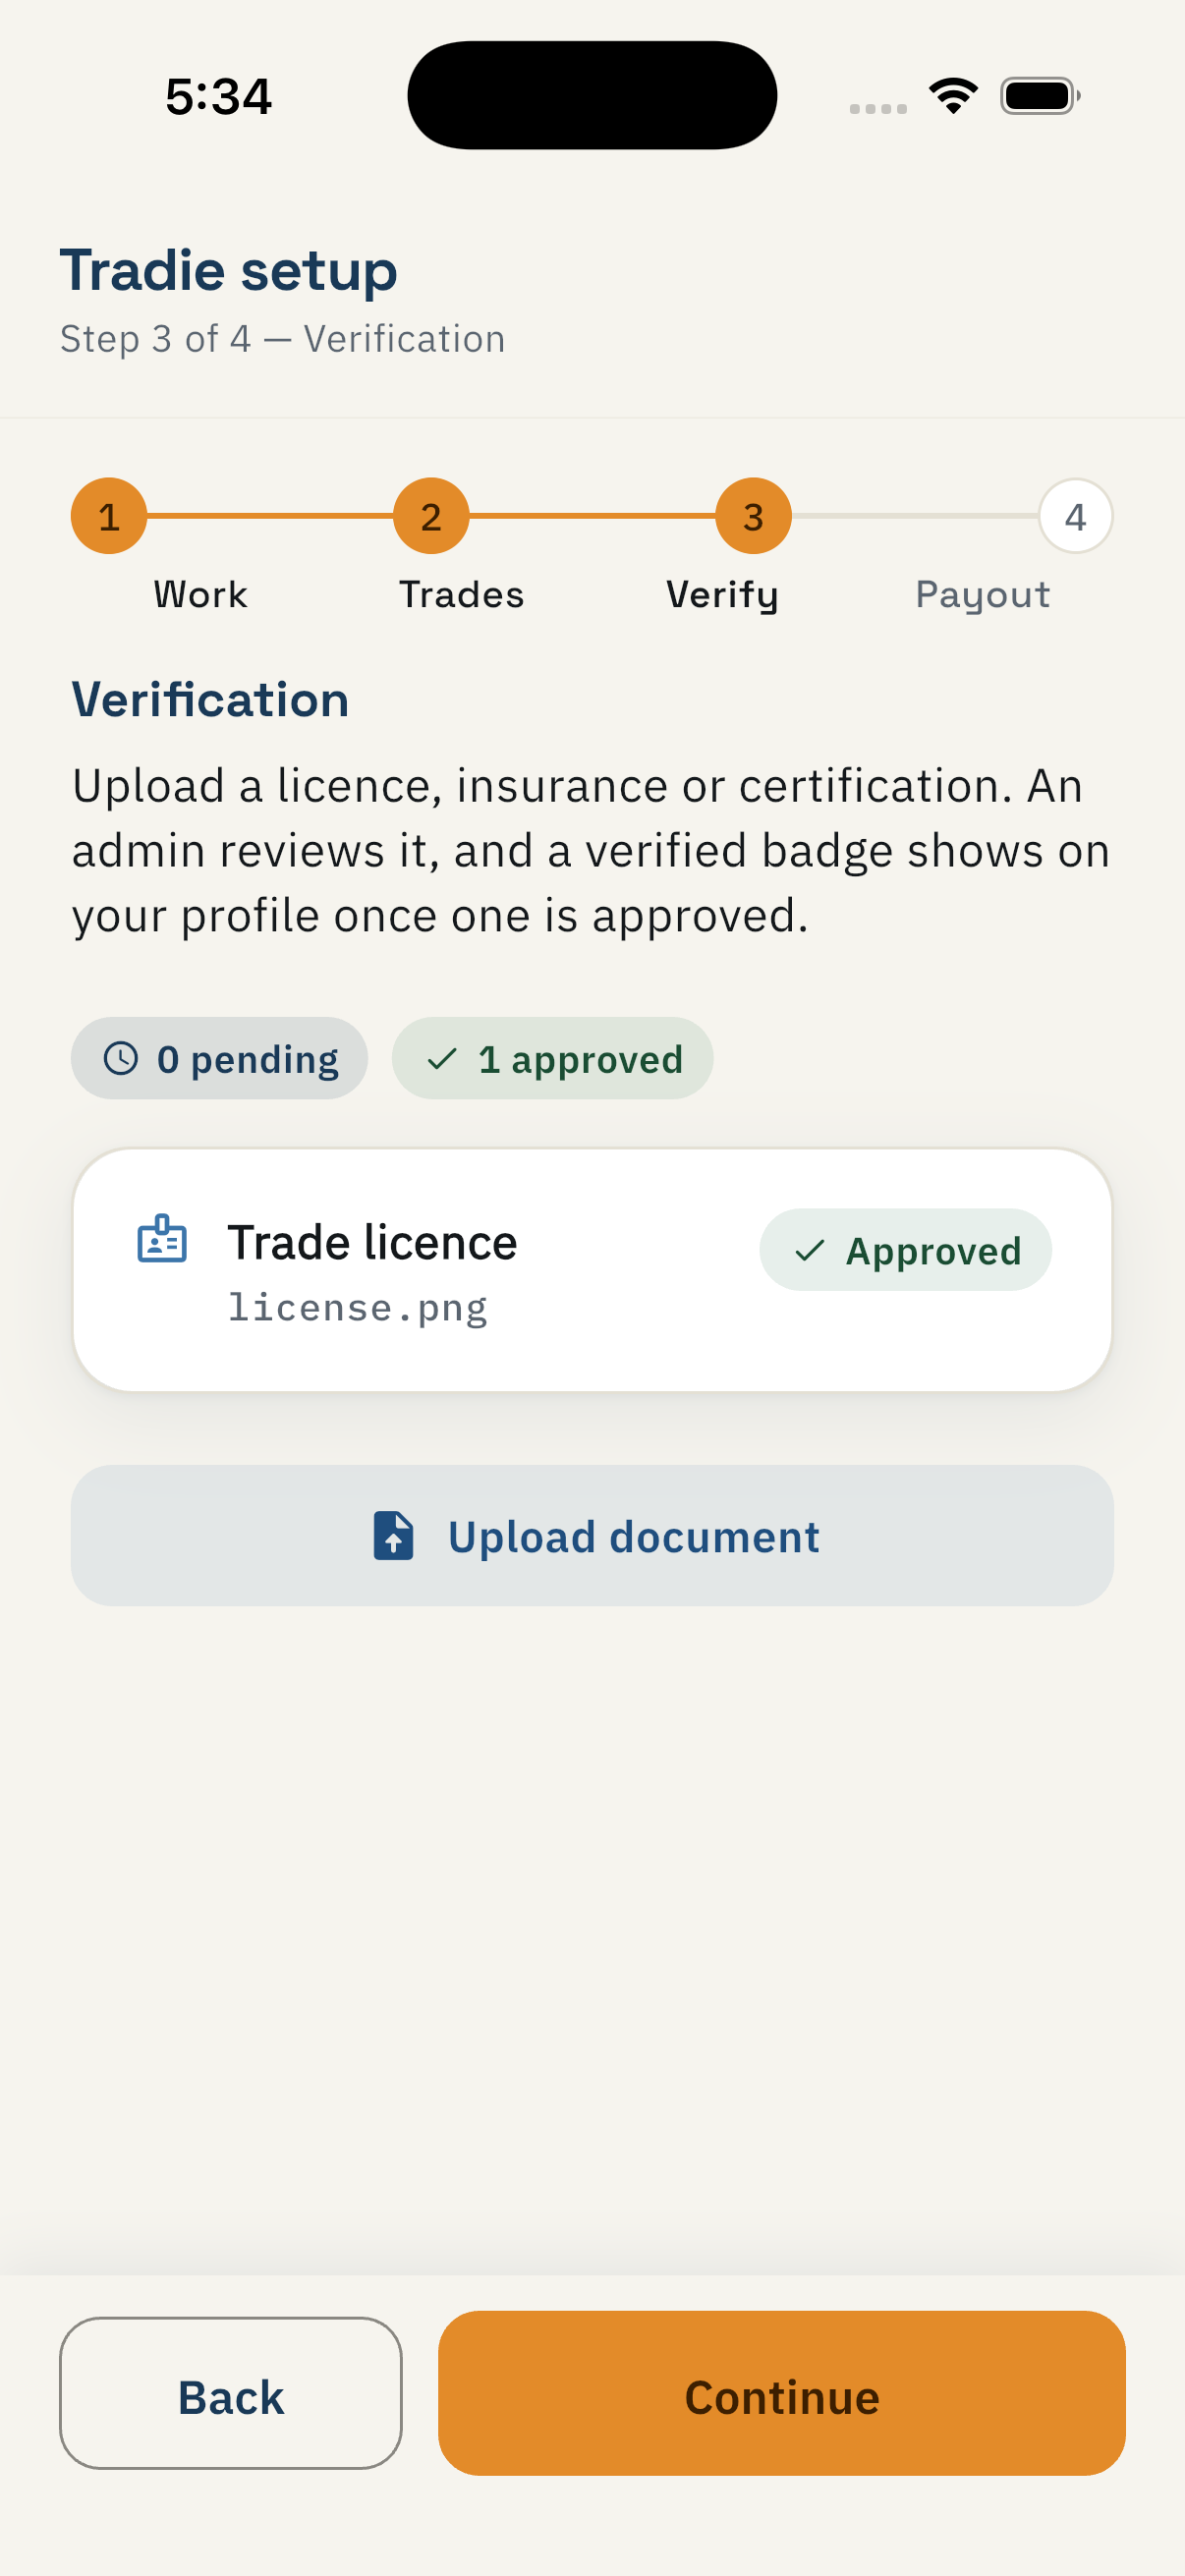 5:34
Tradie setup
Step 3 of 4 — Verification
1 2 3 4
Work Trades Verify Payout
Verification
Upload a licence, insurance or certification. An
admin reviews it, and a verified badge shows on
your profile once one is approved.
0 pending 1 approved
Trade licence Approved
license.png
Upload document
Back Continue